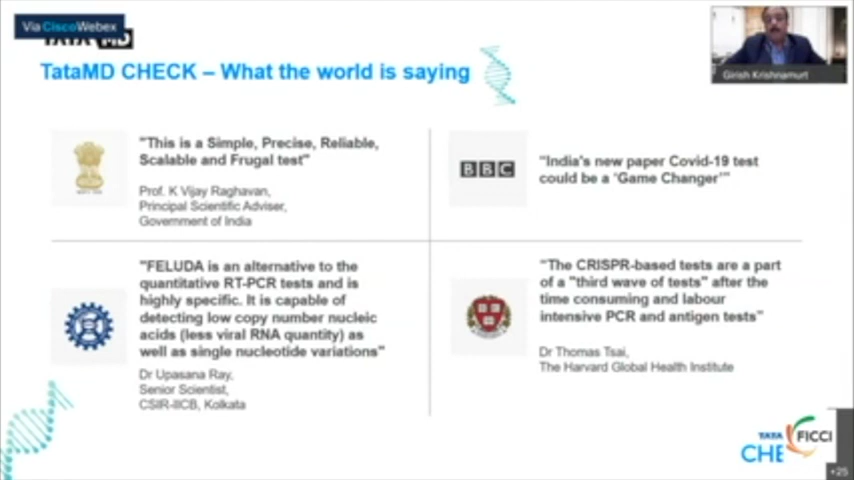 Via CiscoWebex
TATA MD
TataMD CHECK – What the world is saying
Girish Krishnamurt
"This is a Simple, Precise, Reliable,
Scalable and Frugal test"
Prof. K Vijay Raghavan,
Principal Scientific Adviser,
Government of India
BBC
"India's new paper Covid-19 test
could be a 'Game Changer'"
"FELUDA is an alternative to the
quantitative RT-PCR tests and is
highly specific. It is capable of
detecting low copy number nucleic
acids (less viral RNA quantity) as
well as single nucleotide variations"
Dr Upasana Ray,
Senior Scientist,
CSIR-IICB, Kolkata
"The CRISPR-based tests are a part
of a "third wave of tests" after the
time consuming and labour
intensive PCR and antigen tests"
Dr Thomas Tsai,
The Harvard Global Health Institute
TATA
CHE
FICCI
+25